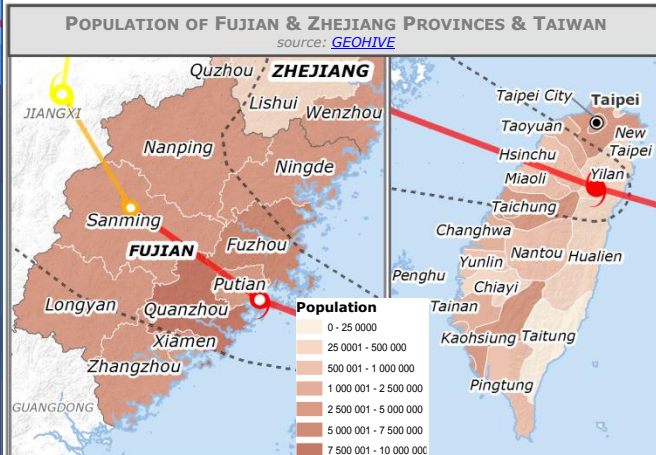 POPULATION OF FUJIAN & ZHEJIANG PROVINCES & TAIWAN
source: GEOHIVE
Quzhou
ZHEJIANG
JIANGXI
Lishui
Wenzhou
Nanping
Ningde
Sanming
FUJIAN
Fuzhou
Putian
Longyan
Quanzhou
Xiamen
Zhangzhou
GUANGDONG
Taipei City
Taipei
Taoyuan
New
Taipei
Hsinchu
Miaoli
Yilan
Taichung
Changhwa
Nantou
Hualien
Yunlin
Penghu
Chiayi
Tainan
Kaohsiung
Taitung
Pingtung
Population
0 - 25 0000
25 0001 - 500 000
500 001 - 1 000 000
1 000 001 - 2 500 000
2 500 001 - 5 000 000
5 000 001 - 7 500 000
7 500 001 - 10 000 000